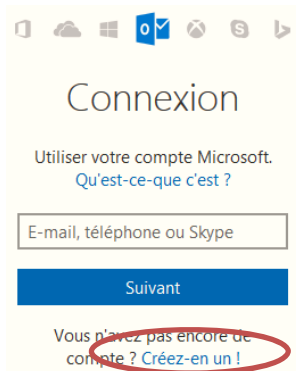 Connexion
Utiliser votre compte Microsoft.
Qu'est-ce-que c'est ?
E-mail, téléphone ou Skype
Suivant
Vous n'avez pas encore de
compte ? Créez-en un !